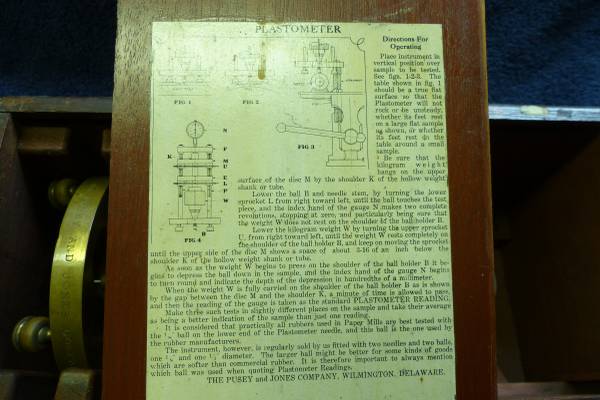 PLASTOMETER
Directions For
Operating
Place instrument in
vertical position over
sample to be tested.
See figs. 1-2-3. The
table shown in fig. 1
should be a true flat
surface so that the
Plastometer will not
rock or be unsteady,
whether its feet rest
on a large flat sample
as shown, or whether
its feet rest on the
table around a small
sample.
Be sure that the
kilogram weight
hangs on the upper
FIG 1
FIG 2
FIG 3
K
N
F
M
U
E
L
F
P
W
R
B
FIG 4
surface of the disc M by the shoulder K of the hollow weight
shank or tube.
Lower the ball B and needle stem, by turning the lower
sprocket L from right toward left, until the ball touches the test
piece, and the index hand of the gauge N makes two complete
revolutions, stopping at zero, and particularly being sure that
the weight W does not rest on the shoulder of the ball holder B.
Lower the kilogram weight W by turning the upper sprocket
U, from right toward left, until the weight W rests completely on
the shoulder of the ball holder B, and keep on moving the sprocket
until the upper side of the disc M shows a space of about 3-16 of an inch below the
shoulder K of the hollow weight shank or tube.
As soon as the weight W begins to press on the shoulder of the ball holder B it be-
gins to depress the ball down in the sample, and the index hand of the gauge N begins
to turn round and indicate the depth of the depression in hundredths of a millimeter.
When the weight W is fully carried on the shoulder of the ball holder B as is shown
by the gap between the disc M and the shoulder K, a minute of time is allowed to pass,
and then the reading of the gauge is taken as the standard PLASTOMETER READING.
Make three such tests in slightly different places on the sample and take their average
as being a better indication of the sample than just one reading.
It is considered that practically all rubbers used in Paper Mills are best tested with
the ball on the lower end of the Plastometer needle, and this ball is the one used by
the rubber manufacturers.
The instrument, however, is regularly sold by us fitted with two needles and two balls,
one and one diameter. The larger ball might be better for some kinds of goods
which are softer than commercial rubber. It is therefore important to always mention
which ball was used when quoting Plastometer Readings.
THE PUSEY and JONES COMPANY, WILMINGTON, DELAWARE.